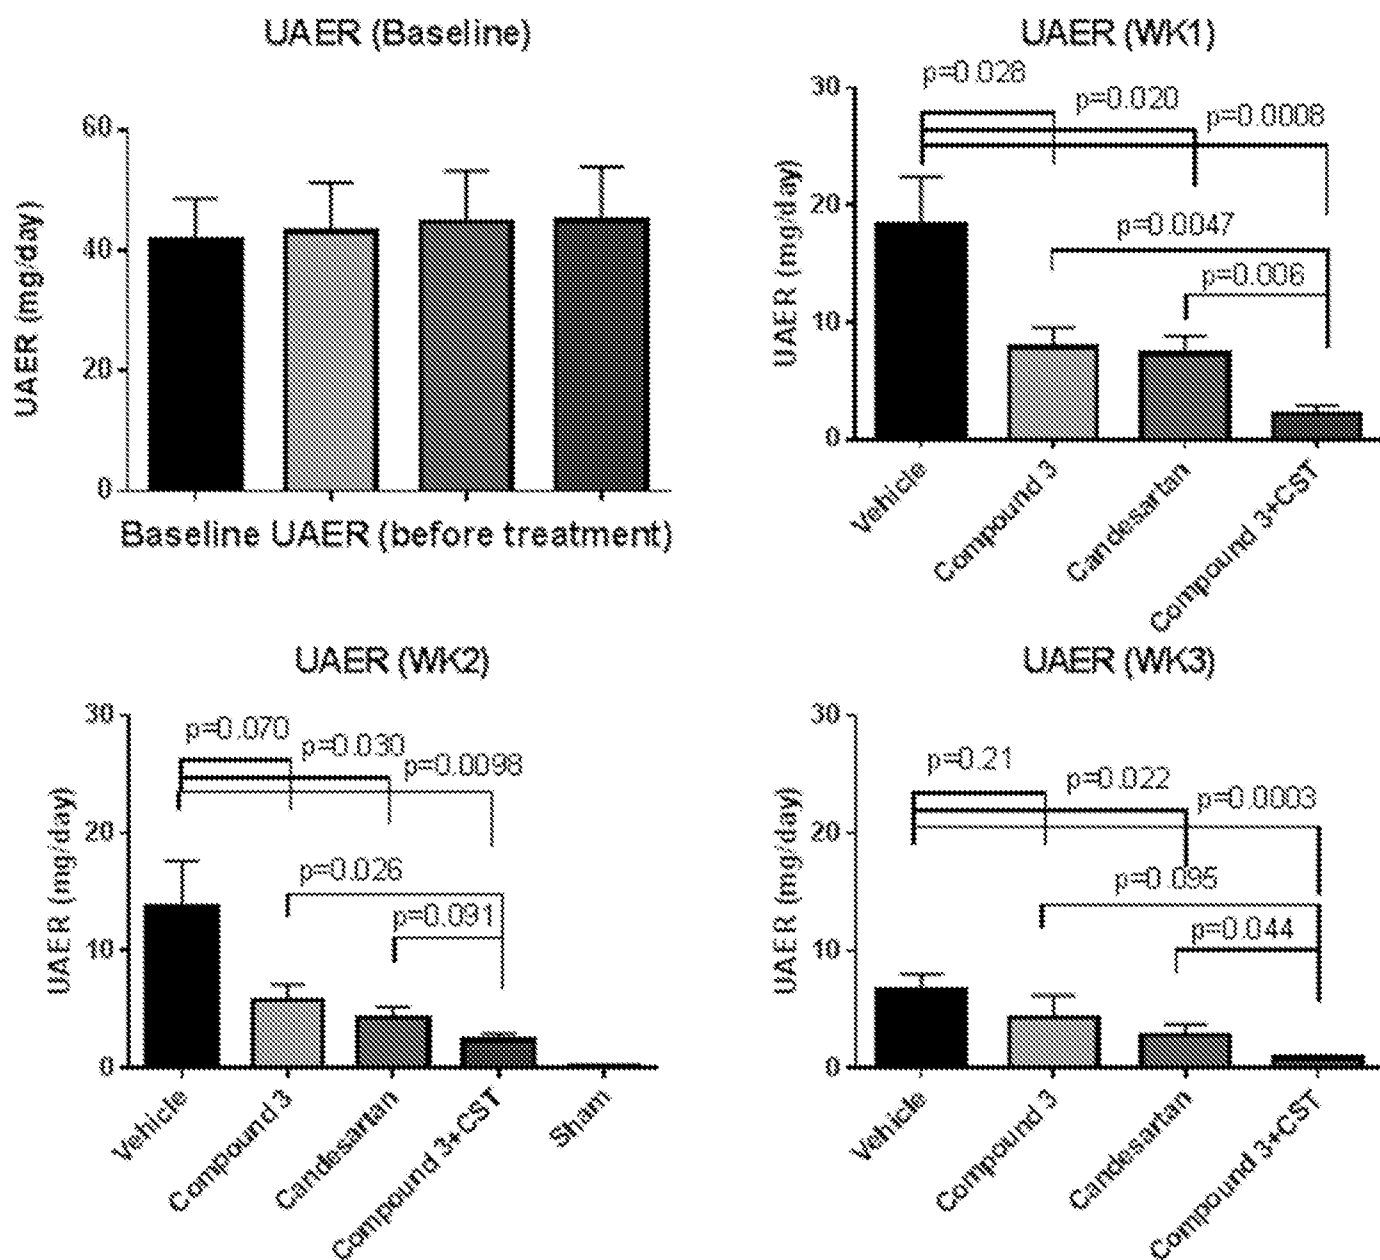 UAER (Baseline)
UAER (mg/day)
60
40
20
0
Baseline UAER (before treatment)
UAER (WK1)
UAER (mg/day)
30
20
10
0
p=0.028
p=0.020
p=0.0008
p=0.0047
p=0.006
Vehicle
Compound 3
Candesartan
Compound 3+CST
UAER (WK2)
UAER (mg/day)
30
20
10
0
p=0.070
p=0.030
p=0.0098
p=0.026
p=0.091
Vehicle
Compound 3
Candesartan
Compound 3+CST
Sham
UAER (WK3)
UAER (mg/day)
30
20
10
0
p=0.21
p=0.022
p=0.0003
p=0.095
p=0.044
Vehicle
Compound 3
Candesartan
Compound 3+CST